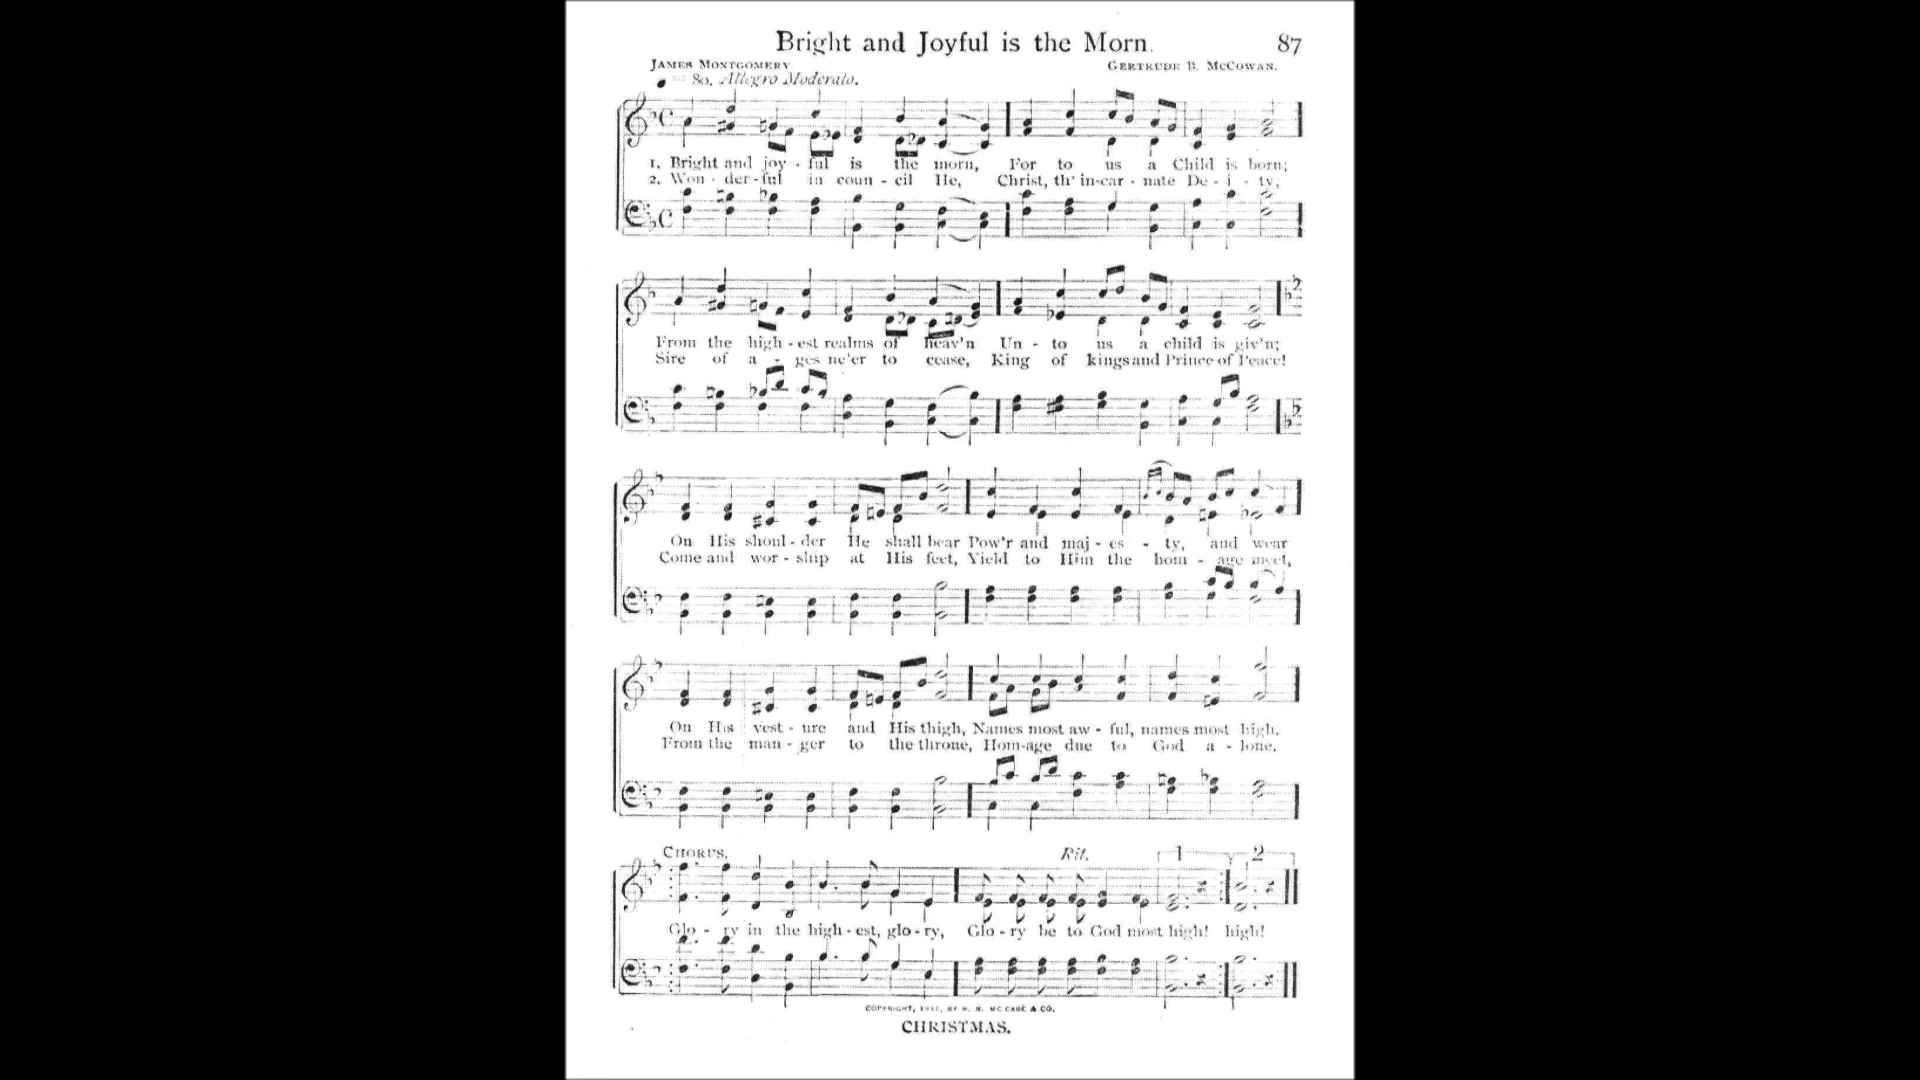 Bright and Joyful is the Morn.
87
JAMES MONTGOMERY.
GERTRUDE B. MCCOWAN.
= 80. Allegro Moderato.
1. Bright and joy - ful is the morn, For to us a Child is born;
2. Won - der - ful in coun - cil He, Christ, th' in-car - nate De - i - ty,
From the high - est realms of heav'n Un - to us a child is giv'n;
Sire of a - ges ne'er to cease, King of kings and Prince of Peace!
On His shoul - der He shall bear Pow'r and maj - es - ty, and wear
Come and wor - ship at His feet, Yield to Him the hom - age meet,
On His vest - ure and His thigh, Names most aw - ful, names most high.
From the man - ger to the throne, Hom-age due to God a - lone.
CHORUS.
Rit.
1
2
Glo - ry in the high - est, glo - ry, Glo - ry be to God most high! high!
COPYRIGHT, BY R. R. MC CABE & CO.
CHRISTMAS.